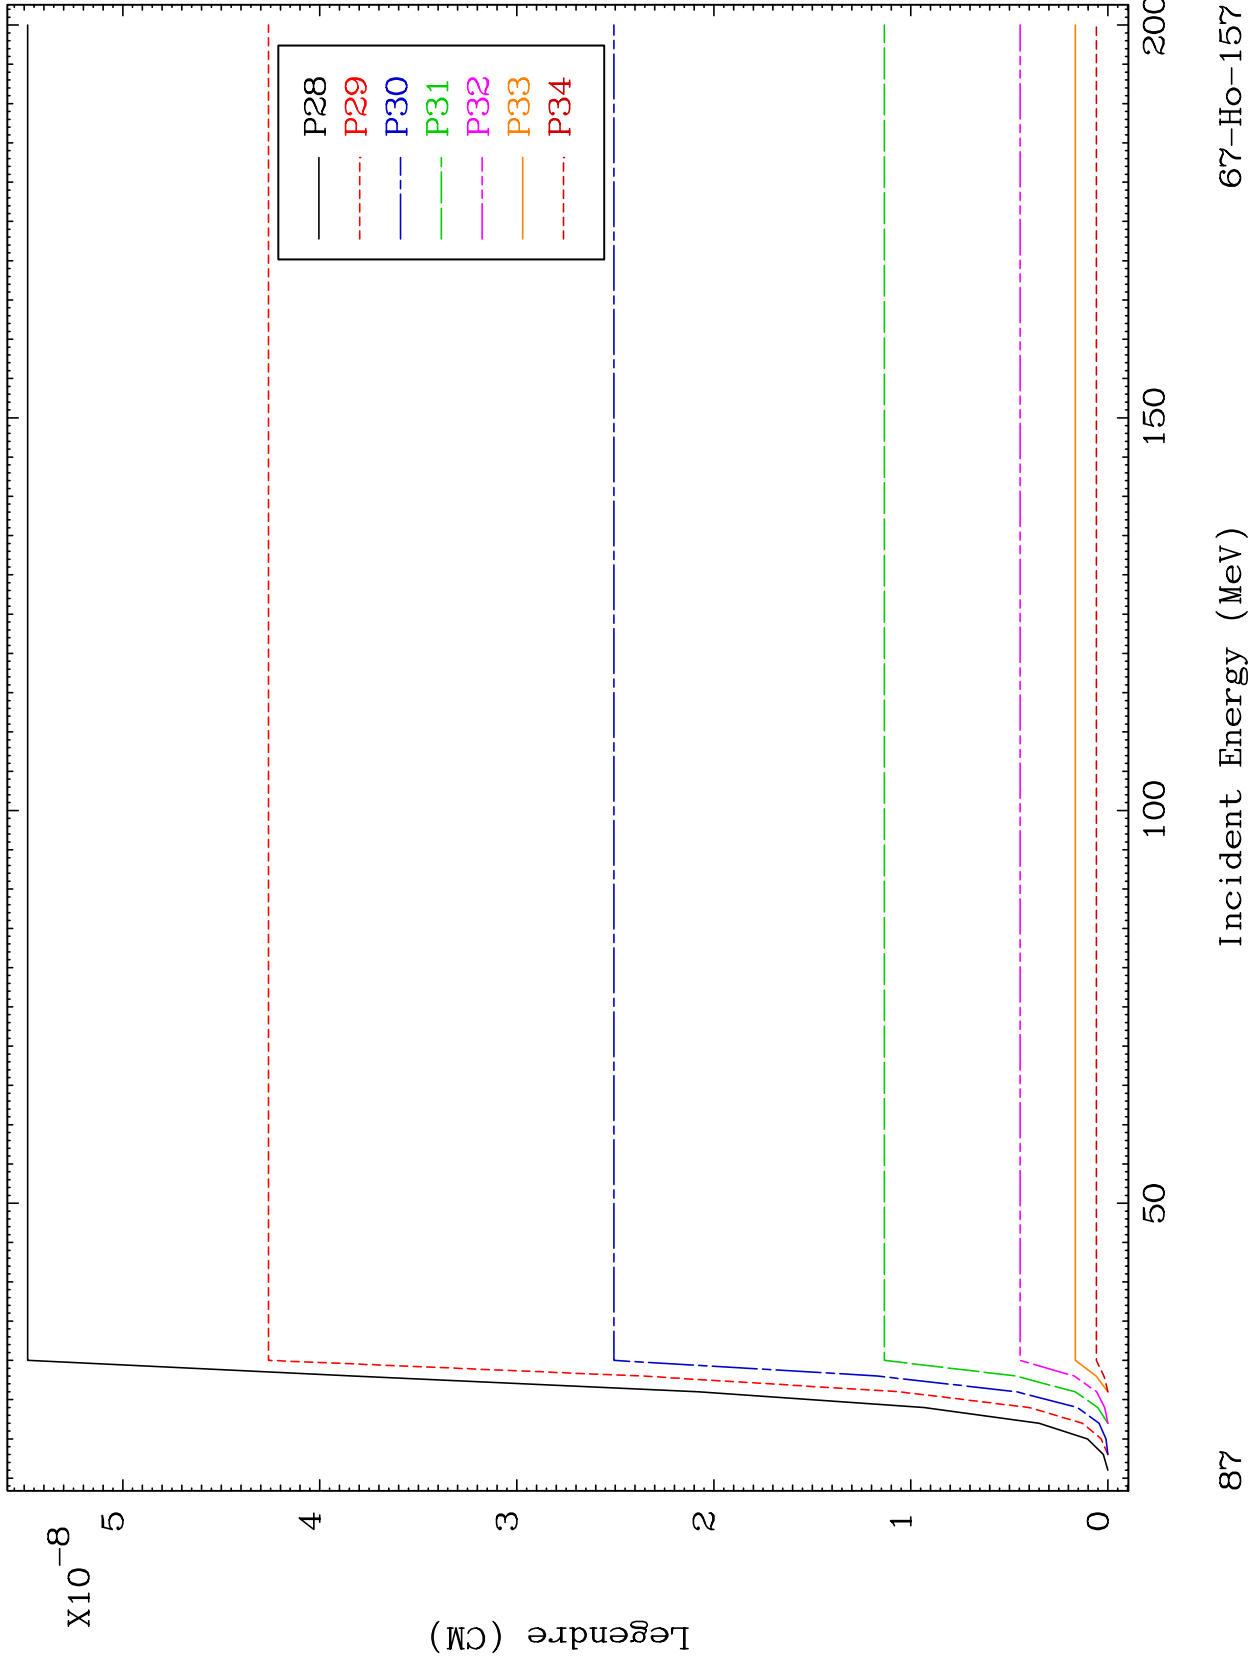 X10-8
5
4
3
2
1
0
Legendre (CM)
P28
P29
P30
P31
P32
P33
P34
50
100
150
200
Incident Energy (MeV)
87
67-Ho-157